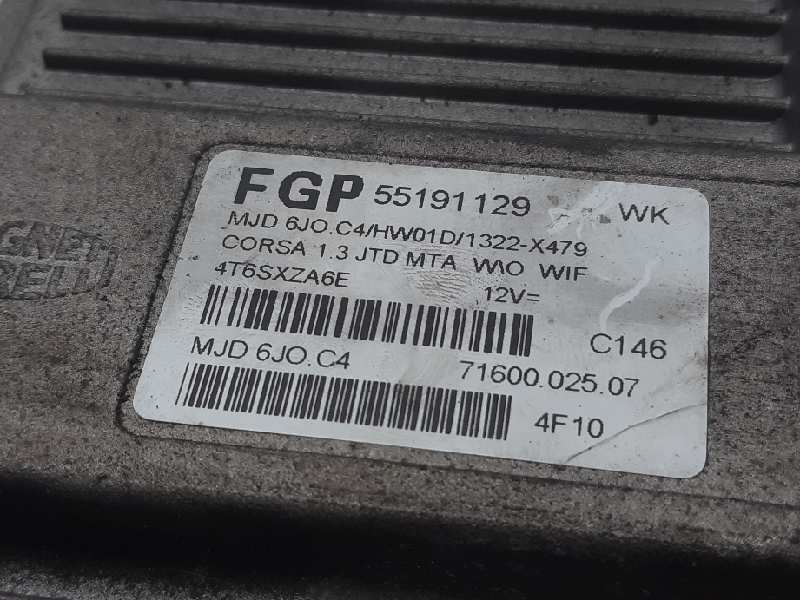 FGP 55191129 WK
MJD 6JO.C4/HW01D/1322-X479
CORSA 1.3 JTD MTA W\O WIF
4T6SXZA6E 12V=
C146
MJD 6JO.C4 71600.025.07
4F10